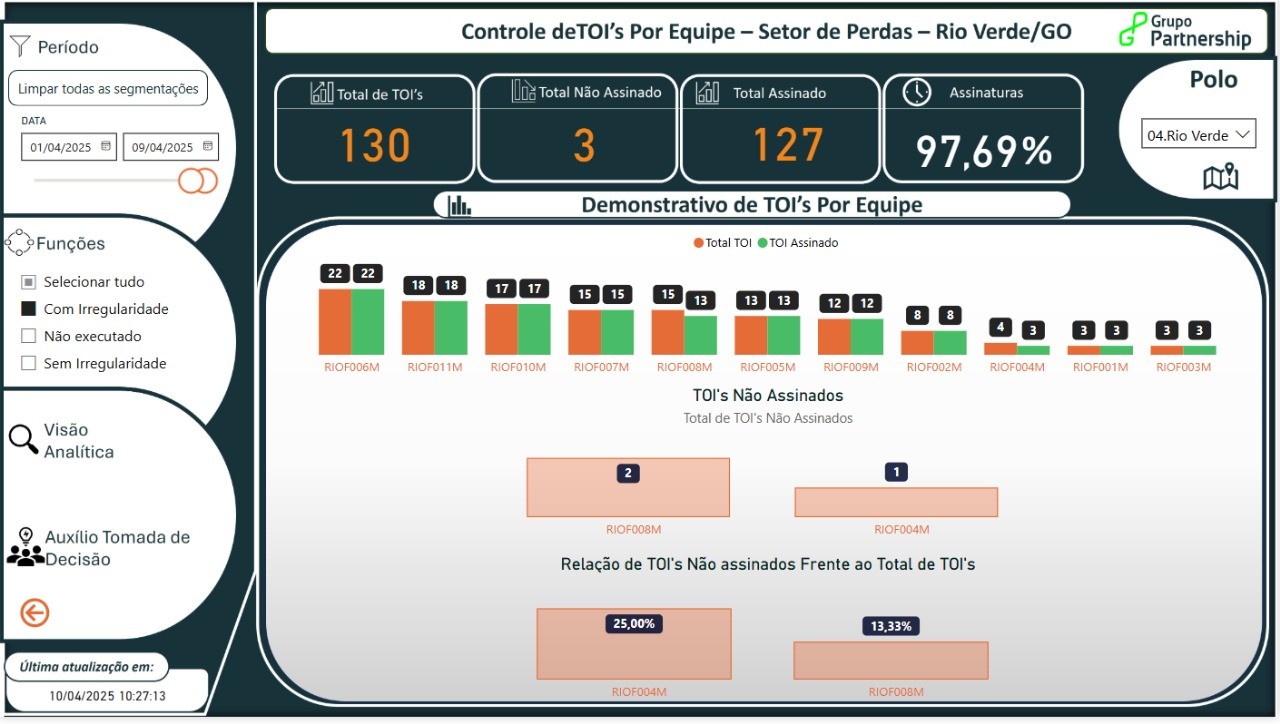 Controle deTOI's Por Equipe – Setor de Perdas – Rio Verde/GO
Grupo
Partnership
Período
Limpar todas as segmentações
DATA
01/04/2025 09/04/2025
Funções
Selecionar tudo
Com Irregularidade
Não executado
Sem Irregularidade
Visão
Analítica
Auxílio Tomada de
Decisão
Última atualização em:
10/04/2025 10:27:13
Total de TOI's
130
Total Não Assinado
3
Total Assinado
127
Assinaturas
97,69%
Polo
04.Rio Verde
Demonstrativo de TOI's Por Equipe
Total TOI TOI Assinado
22 22 18 18 17 17 15 15 15 13 13 13 12 12 8 8 4 3 3 3 3 3
RIOF006M RIOF011M RIOF010M RIOF007M RIOF008M RIOF005M RIOF009M RIOF002M RIOF004M RIOF001M RIOF003M
TOI's Não Assinados
Total de TOI's Não Assinados
2 1
RIOF008M RIOF004M
Relação de TOI's Não assinados Frente ao Total de TOI's
25,00% 13,33%
RIOF004M RIOF008M